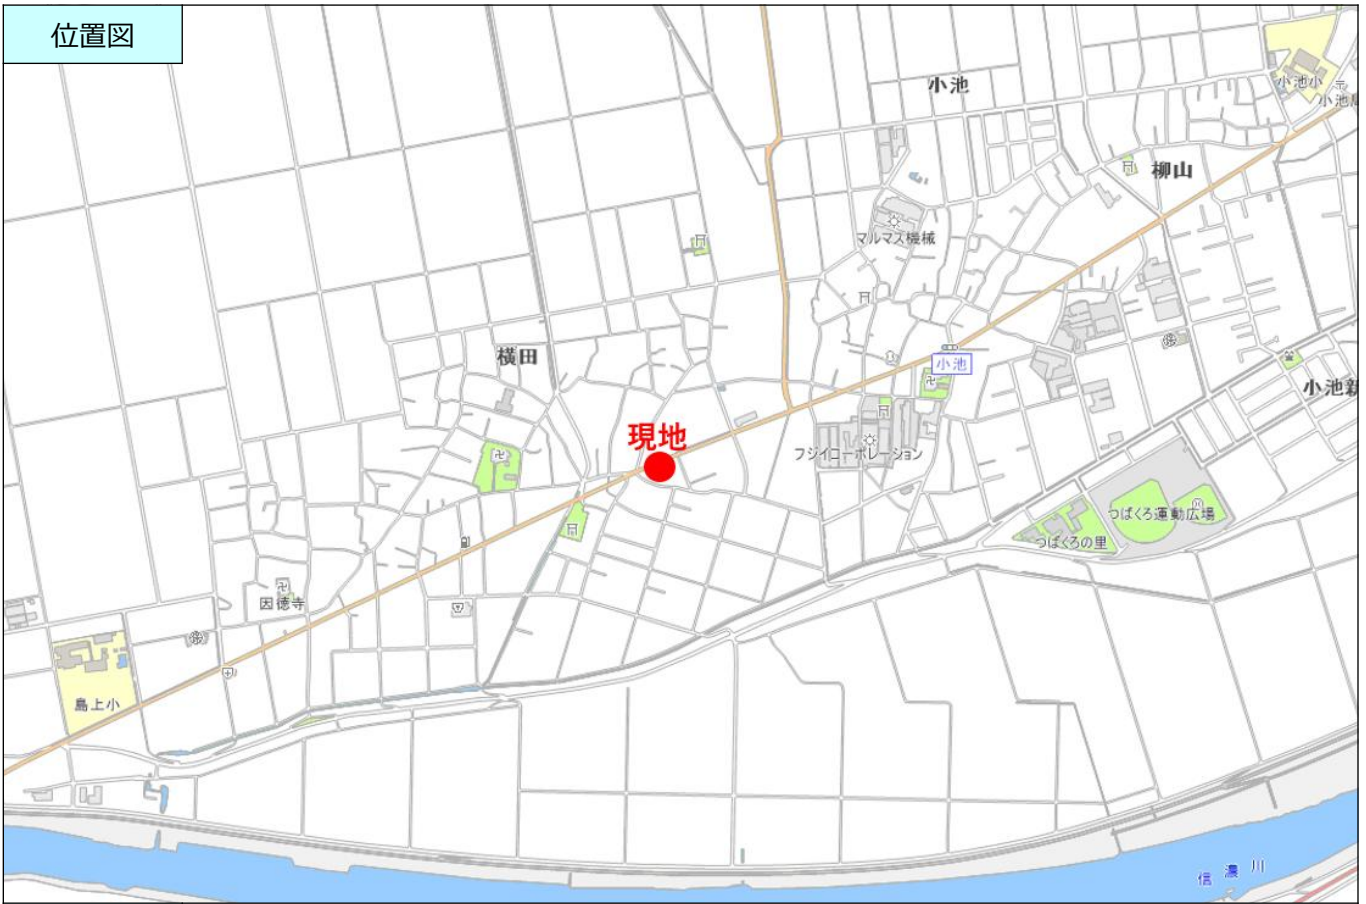 位置図
小池
小池小
小池局
柳山
マルマス機械
横田
小池
小池新
現地
フジイコーポレーション
つばくろ運動広場
つばくろの里
因徳寺
島上小
信濃川